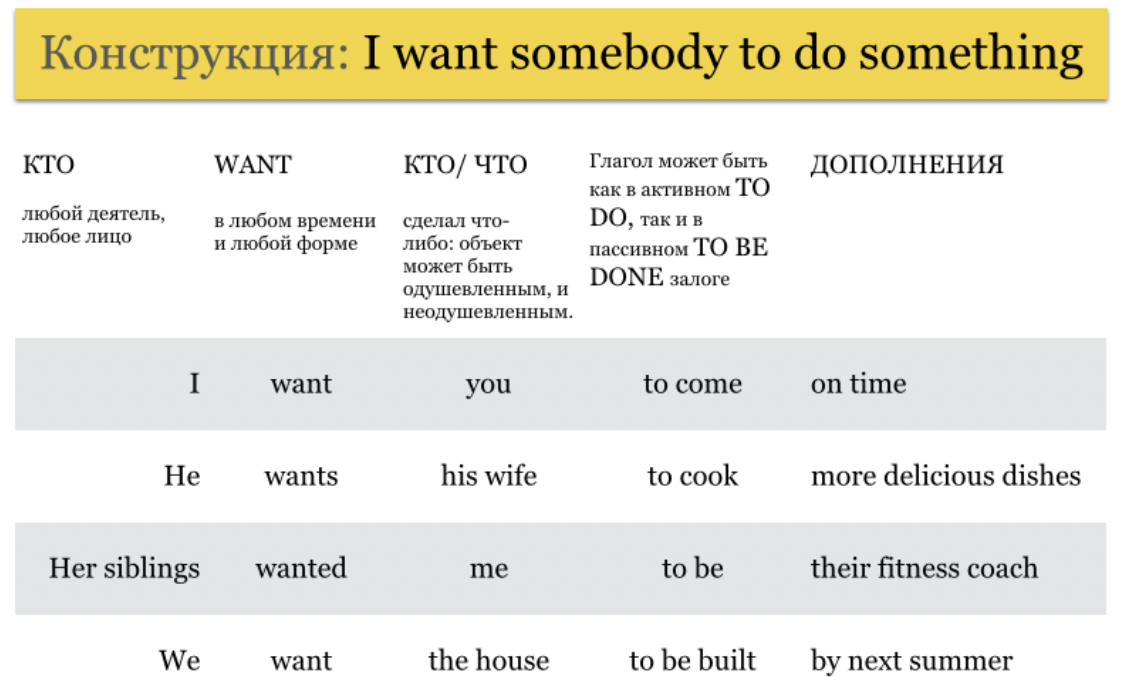 Конструкция: I want somebody to do something
КТО
любой деятель,
любое лицо
WANT
в любом времени
и любой форме
КТО/ ЧТО
сделал что-
либо: объект
может быть
одушевленным, и
неодушевленным.
Глагол может быть
как в активном TO
DO, так и в
пассивном TO BE
DONE залоге
ДОПОЛНЕНИЯ
I want you to come on time
He wants his wife to cook more delicious dishes
Her siblings wanted me to be their fitness coach
We want the house to be built by next summer